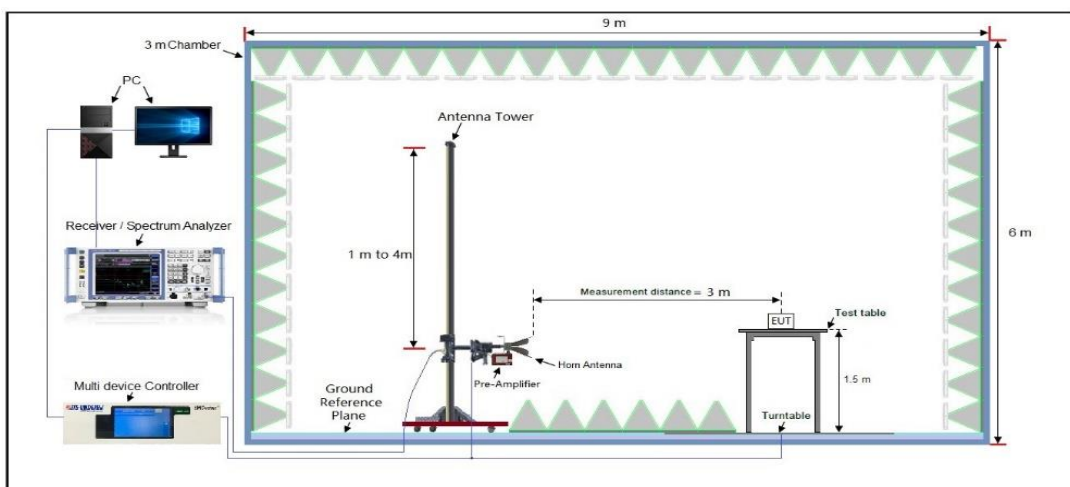 9 m
3 m Chamber
PC
Antenna Tower
Receiver / Spectrum Analyzer
6 m
1 m to 4m
Measurement distance = 3 m
EUT
Test table
Horn Antenna
Pre-Amplifier
1.5 m
Multi device Controller
Ground
Reference
Plane
Turntable